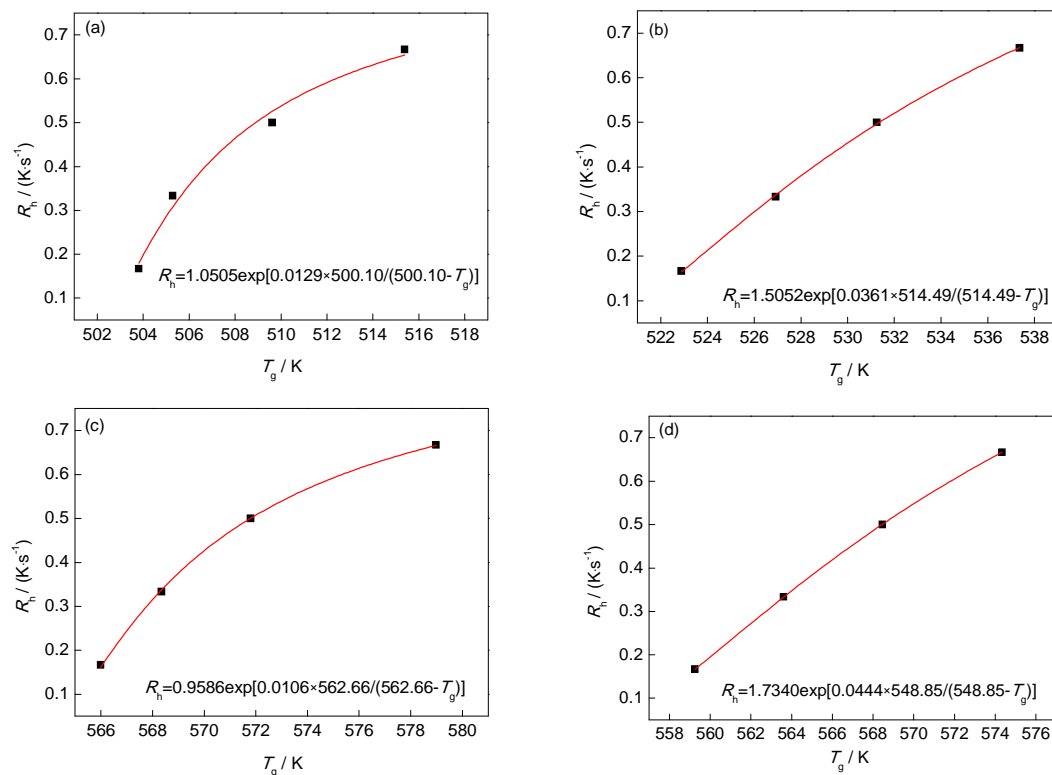 (a)
0.7
0.6
0.5
0.4
0.3
0.2
0.1
R_h / (K·s⁻¹)
R_h=1.0505exp[0.0129×500.10/(500.10-T_g)]
502 504 506 508 510 512 514 516 518
T_g / K
(b)
0.7
0.6
0.5
0.4
0.3
0.2
0.1
R_h / (K·s⁻¹)
R_h=1.5052exp[0.0361×514.49/(514.49-T_g)]
522 524 526 528 530 532 534 536 538
T_g / K
(c)
0.7
0.6
0.5
0.4
0.3
0.2
0.1
R_h / (K·s⁻¹)
R_h=0.9586exp[0.0106×562.66/(562.66-T_g)]
566 568 570 572 574 576 578 580
T_g / K
(d)
0.7
0.6
0.5
0.4
0.3
0.2
0.1
R_h / (K·s⁻¹)
R_h=1.7340exp[0.0444×548.85/(548.85-T_g)]
558 560 562 564 566 568 570 572 574 576
T_g / K